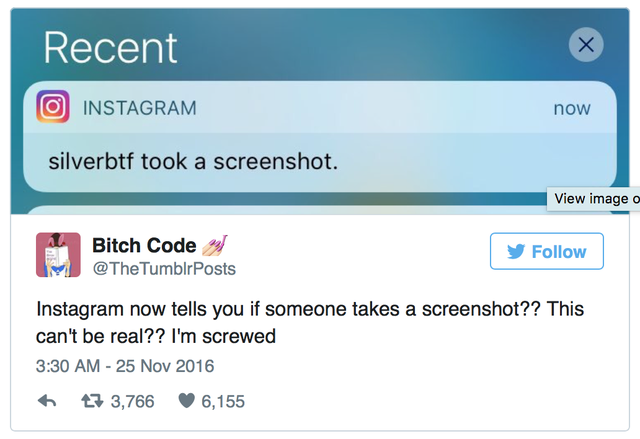 Recent
INSTAGRAM now
silverbtf took a screenshot.
View image o
Bitch Code 💅
@TheTumblrPosts
Follow
Instagram now tells you if someone takes a screenshot?? This
can't be real?? I'm screwed
3:30 AM - 25 Nov 2016
3,766 6,155